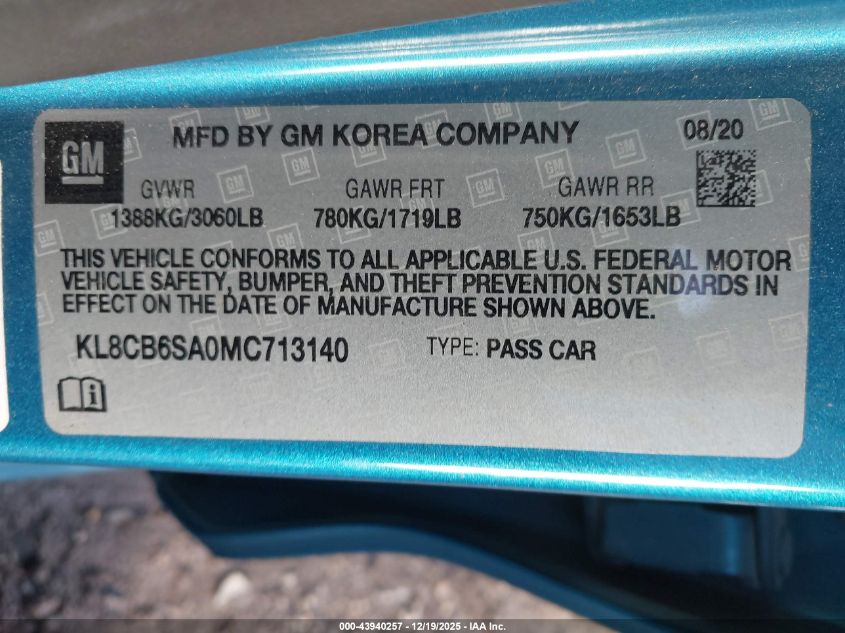 GM
MFD BY GM KOREA COMPANY
08/20
GVWR
GAWR FRT
GAWR RR
1388KG/3060LB
780KG/1719LB
750KG/1653LB
THIS VEHICLE CONFORMS TO ALL APPLICABLE U.S. FEDERAL MOTOR
VEHICLE SAFETY, BUMPER, AND THEFT PREVENTION STANDARDS IN
EFFECT ON THE DATE OF MANUFACTURE SHOWN ABOVE.
KL8CB6SA0MC713140
TYPE: PASS CAR
000-43940257 - 12/19/2025 - IAA Inc.